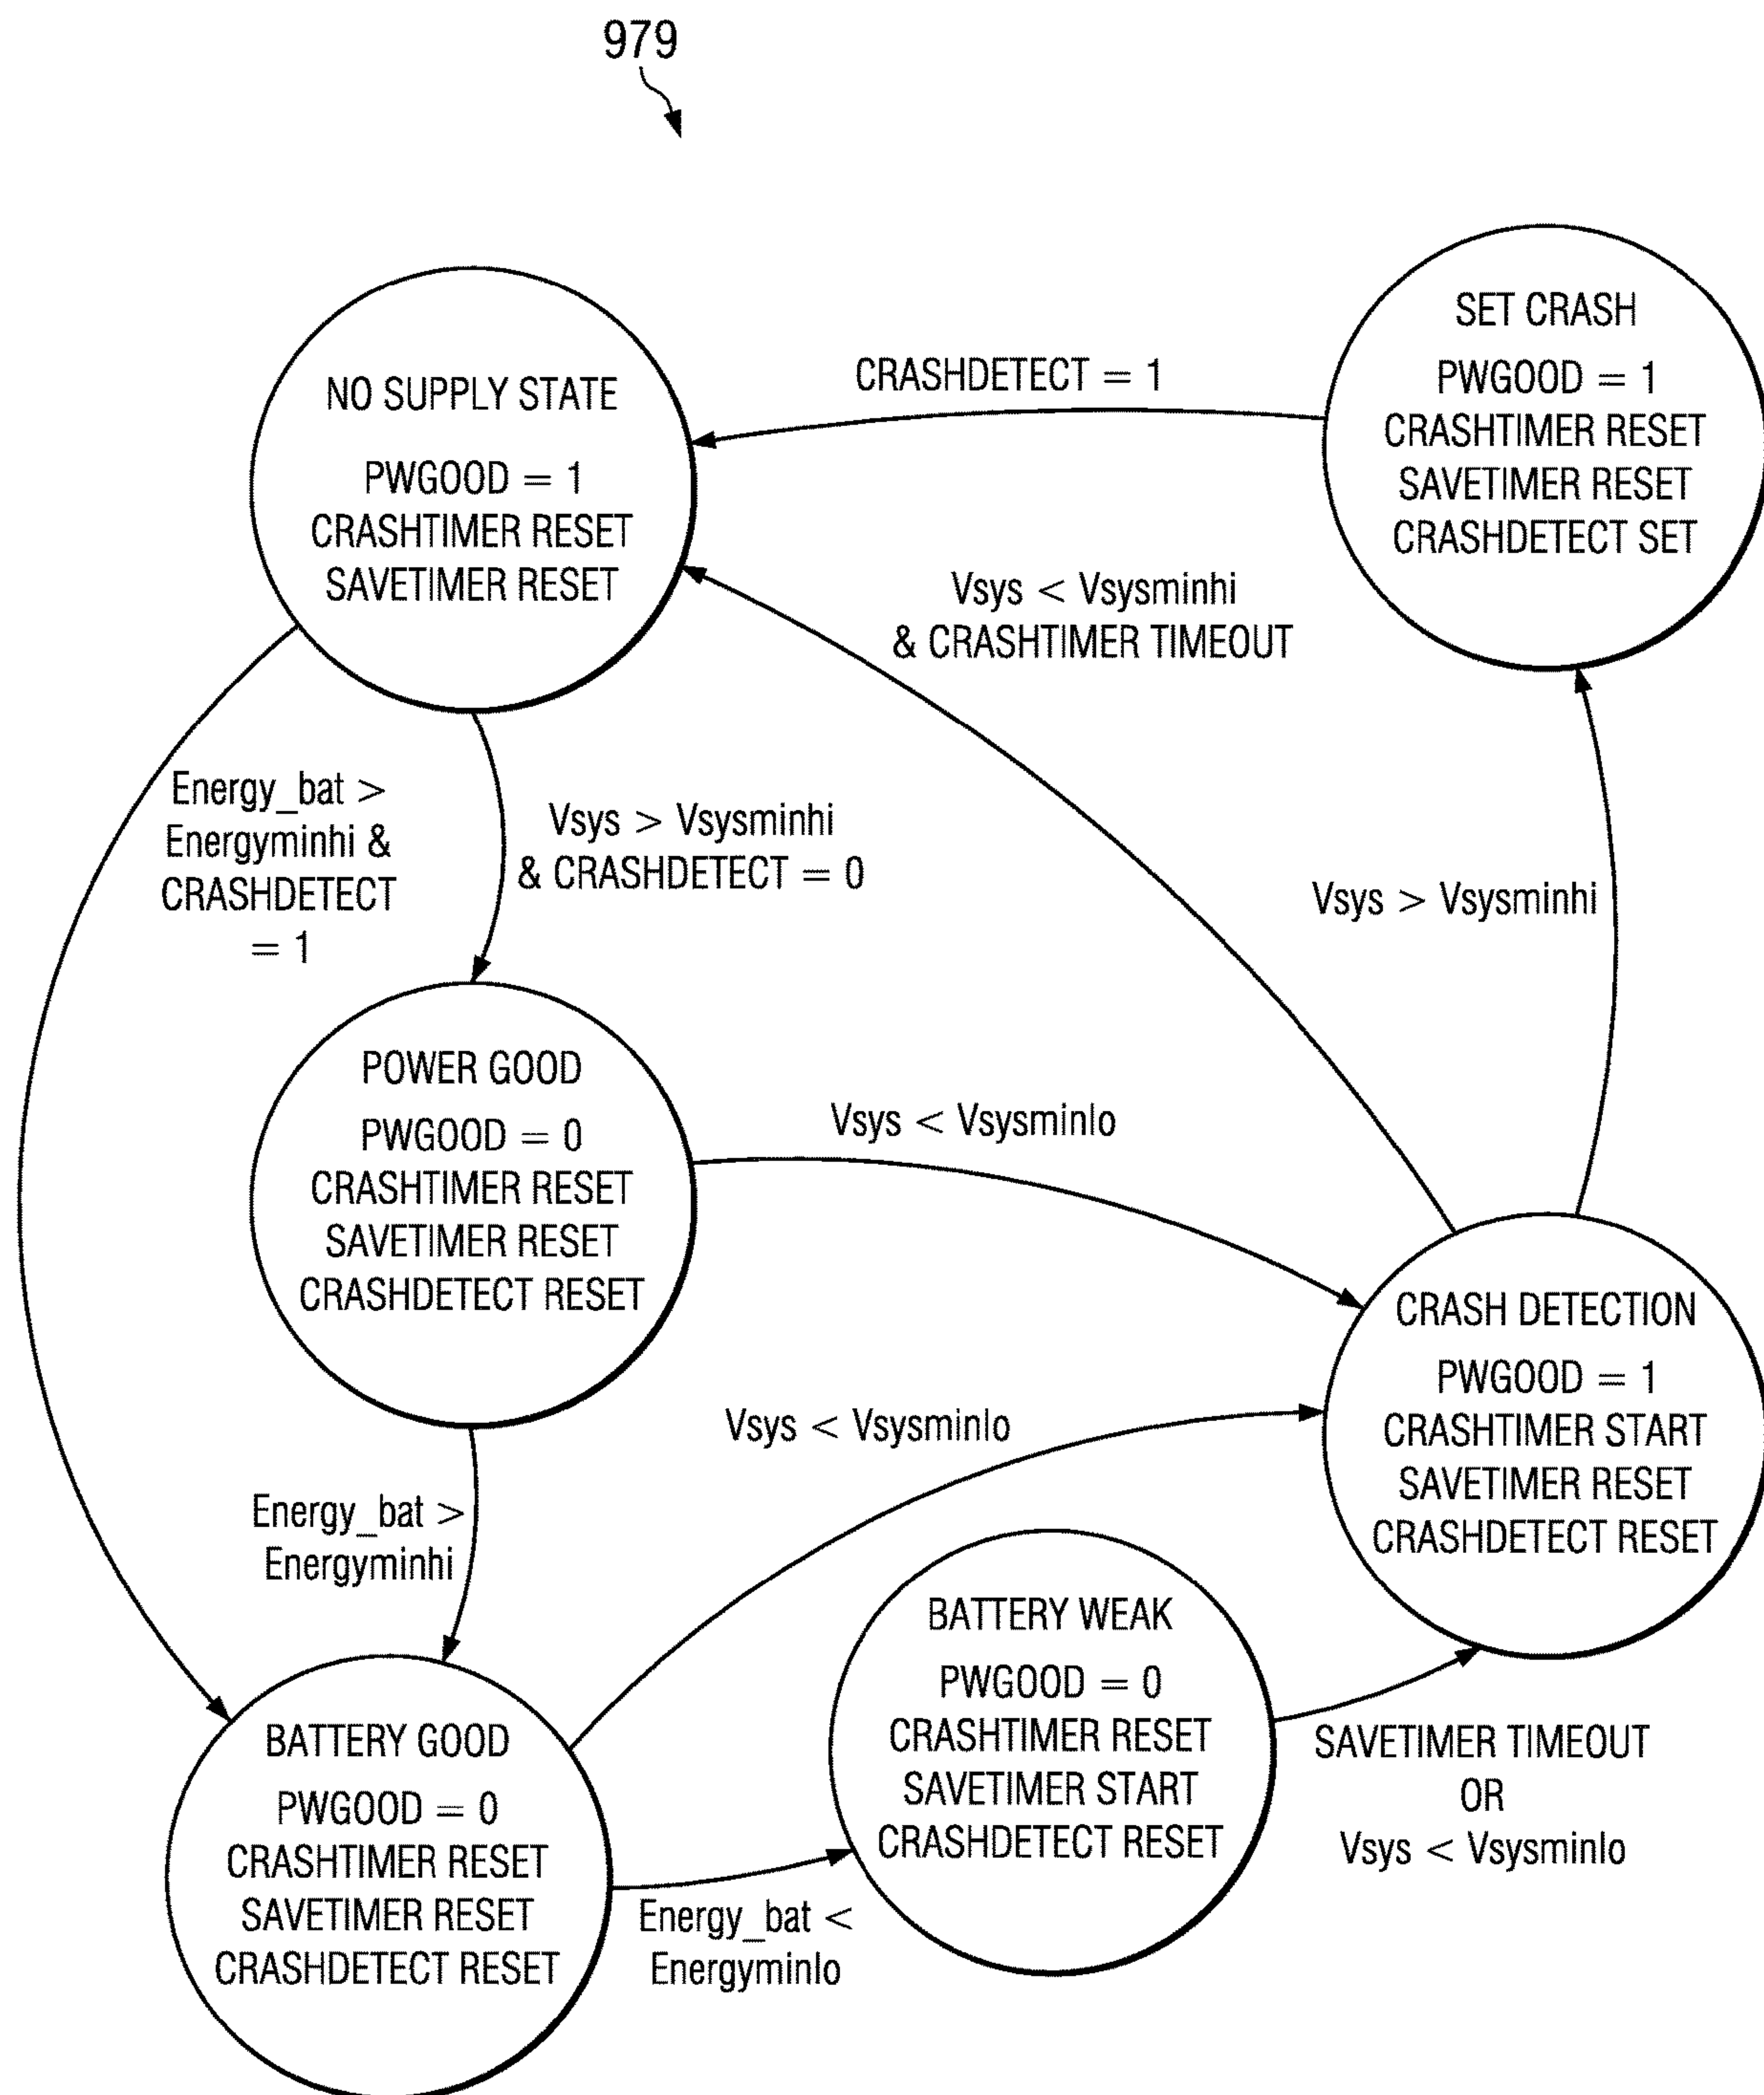 979
SET CRASH
PWGOOD = 1
CRASHTIMER RESET
SAVETIMER RESET
CRASHDETECT SET
CRASHDETECT = 1
NO SUPPLY STATE
PWGOOD = 1
CRASHTIMER RESET
SAVETIMER RESET
Vsys < Vsysminhi
& CRASHTIMER TIMEOUT
Energy_bat >
Energyminhi &
CRASHDETECT
= 1
Vsys > Vsysminhi
& CRASHDETECT = 0
Vsys > Vsysminhi
POWER GOOD
PWGOOD = 0
CRASHTIMER RESET
SAVETIMER RESET
CRASHDETECT RESET
Vsys < Vsysminlo
CRASH DETECTION
PWGOOD = 1
CRASHTIMER START
SAVETIMER RESET
CRASHDETECT RESET
Vsys < Vsysminlo
Energy_bat >
Energyminhi
BATTERY WEAK
PWGOOD = 0
CRASHTIMER RESET
SAVETIMER START
CRASHDETECT RESET
SAVETIMER TIMEOUT
OR
Vsys < Vsysminlo
BATTERY GOOD
PWGOOD = 0
CRASHTIMER RESET
SAVETIMER RESET
CRASHDETECT RESET
Energy_bat <
Energyminlo